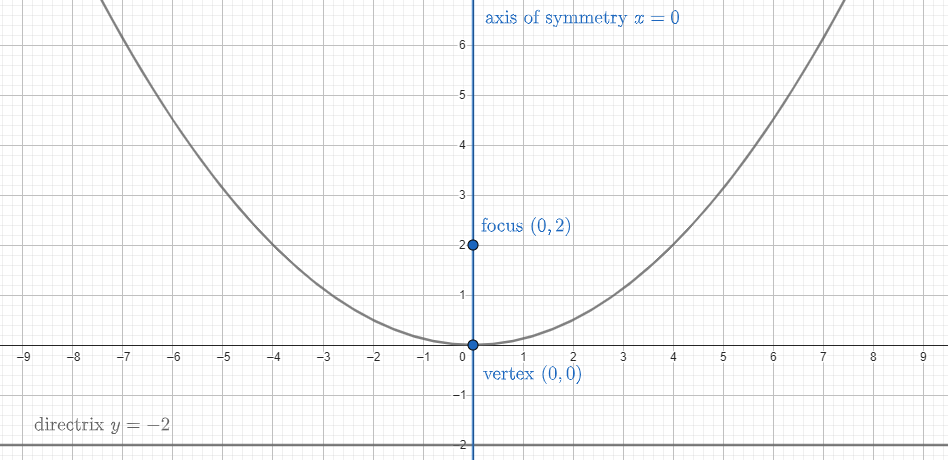 axis of symmetry x = 0
6
5
4
3
focus (0, 2)
2
1
−9 −8 −7 −6 −5 −4 −3 −2 −1 0 1 2 3 4 5 6 7 8 9
vertex (0, 0)
−1
directrix y = −2
−2